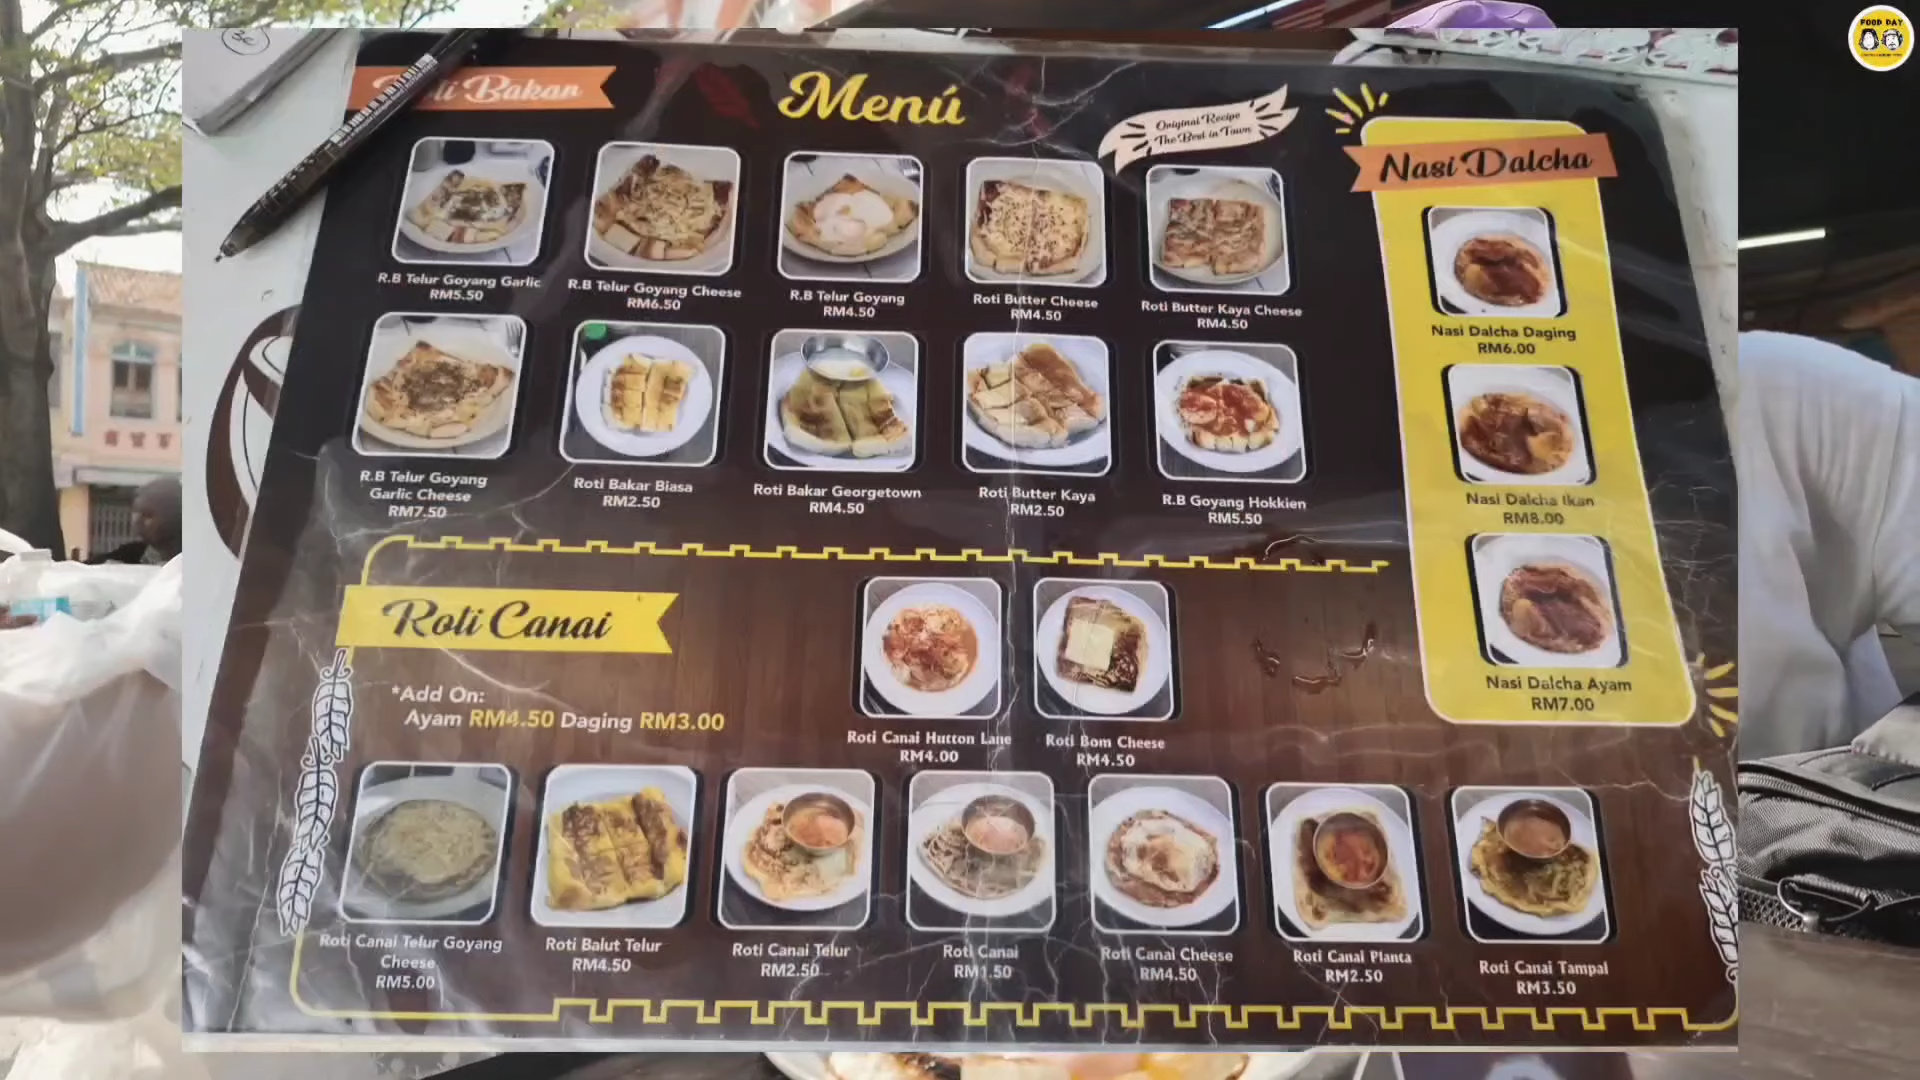 FOOD DAY
3C
Bakar
Menú
Original Recipe
The Best in Town
R.B Telur Goyang Garlic
RM5.50
R.B Telur Goyang Cheese
RM6.50
R.B Telur Goyang
RM4.50
Roti Butter Cheese
RM4.50
Roti Butter Kaya Cheese
RM4.50
R.B Telur Goyang
Garlic Cheese
RM7.50
Roti Bakar Biasa
RM2.50
Roti Bakar Georgetown
RM4.50
Roti Butter Kaya
RM2.50
R.B Goyang Hokkien
RM5.50
Nasi Dalcha
Nasi Dalcha Daging
RM6.00
Nasi Dalcha Ikan
RM8.00
Nasi Dalcha Ayam
RM7.00
Roti Canai
*Add On:
Ayam RM4.50 Daging RM3.00
Roti Canai Hutton Lane
RM4.00
Roti Bom Cheese
RM4.50
Roti Canai Telur Goyang
Cheese
RM5.00
Roti Balut Telur
RM4.50
Roti Canai Telur
RM2.50
Roti Canai
RM1.50
Roti Canai Cheese
RM4.50
Roti Canai Planta
RM2.50
Roti Canai Tampal
RM3.50